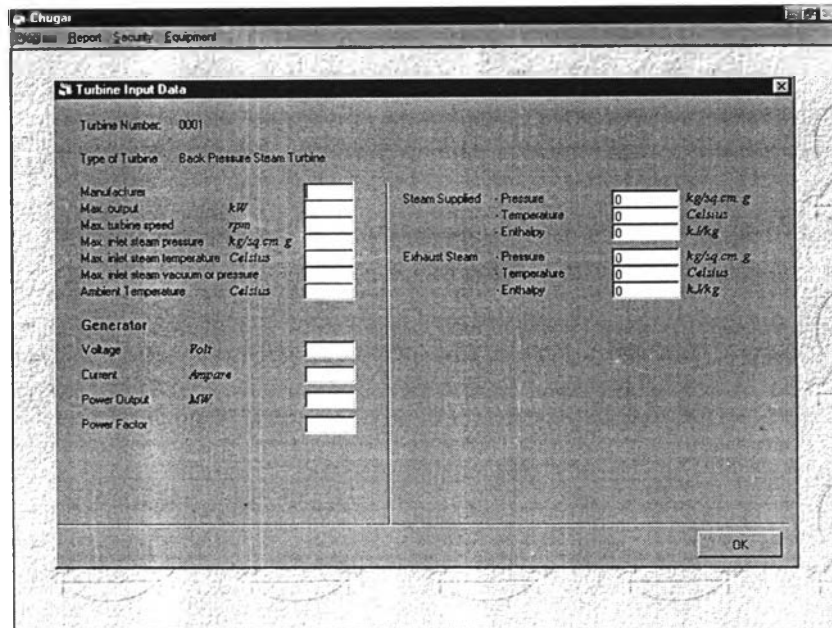 Chugar
Report Security Equipment
Turbine Input Data
Turbine Number: 0001
Type of Turbine : Back Pressure Steam Turbine
Manufacturer
Max. output kW
Max. turbine speed rpm
Max. inlet steam pressure kg/sq.cm. g
Max. inlet steam temperature Celsius
Max. inlet steam vacuum or pressure
Ambient Temperature Celsius
Generator
Voltage Volt
Current Ampare
Power Output MW
Power Factor
Steam Supplied - Pressure 0 kg/sq.cm. g
- Temperature 0 Celsius
- Enthalpy 0 kJ/kg
Exhaust Steam - Pressure 0 kg/sq.cm. g
- Temperature 0 Celsius
- Enthalpy 0 kJ/kg
OK